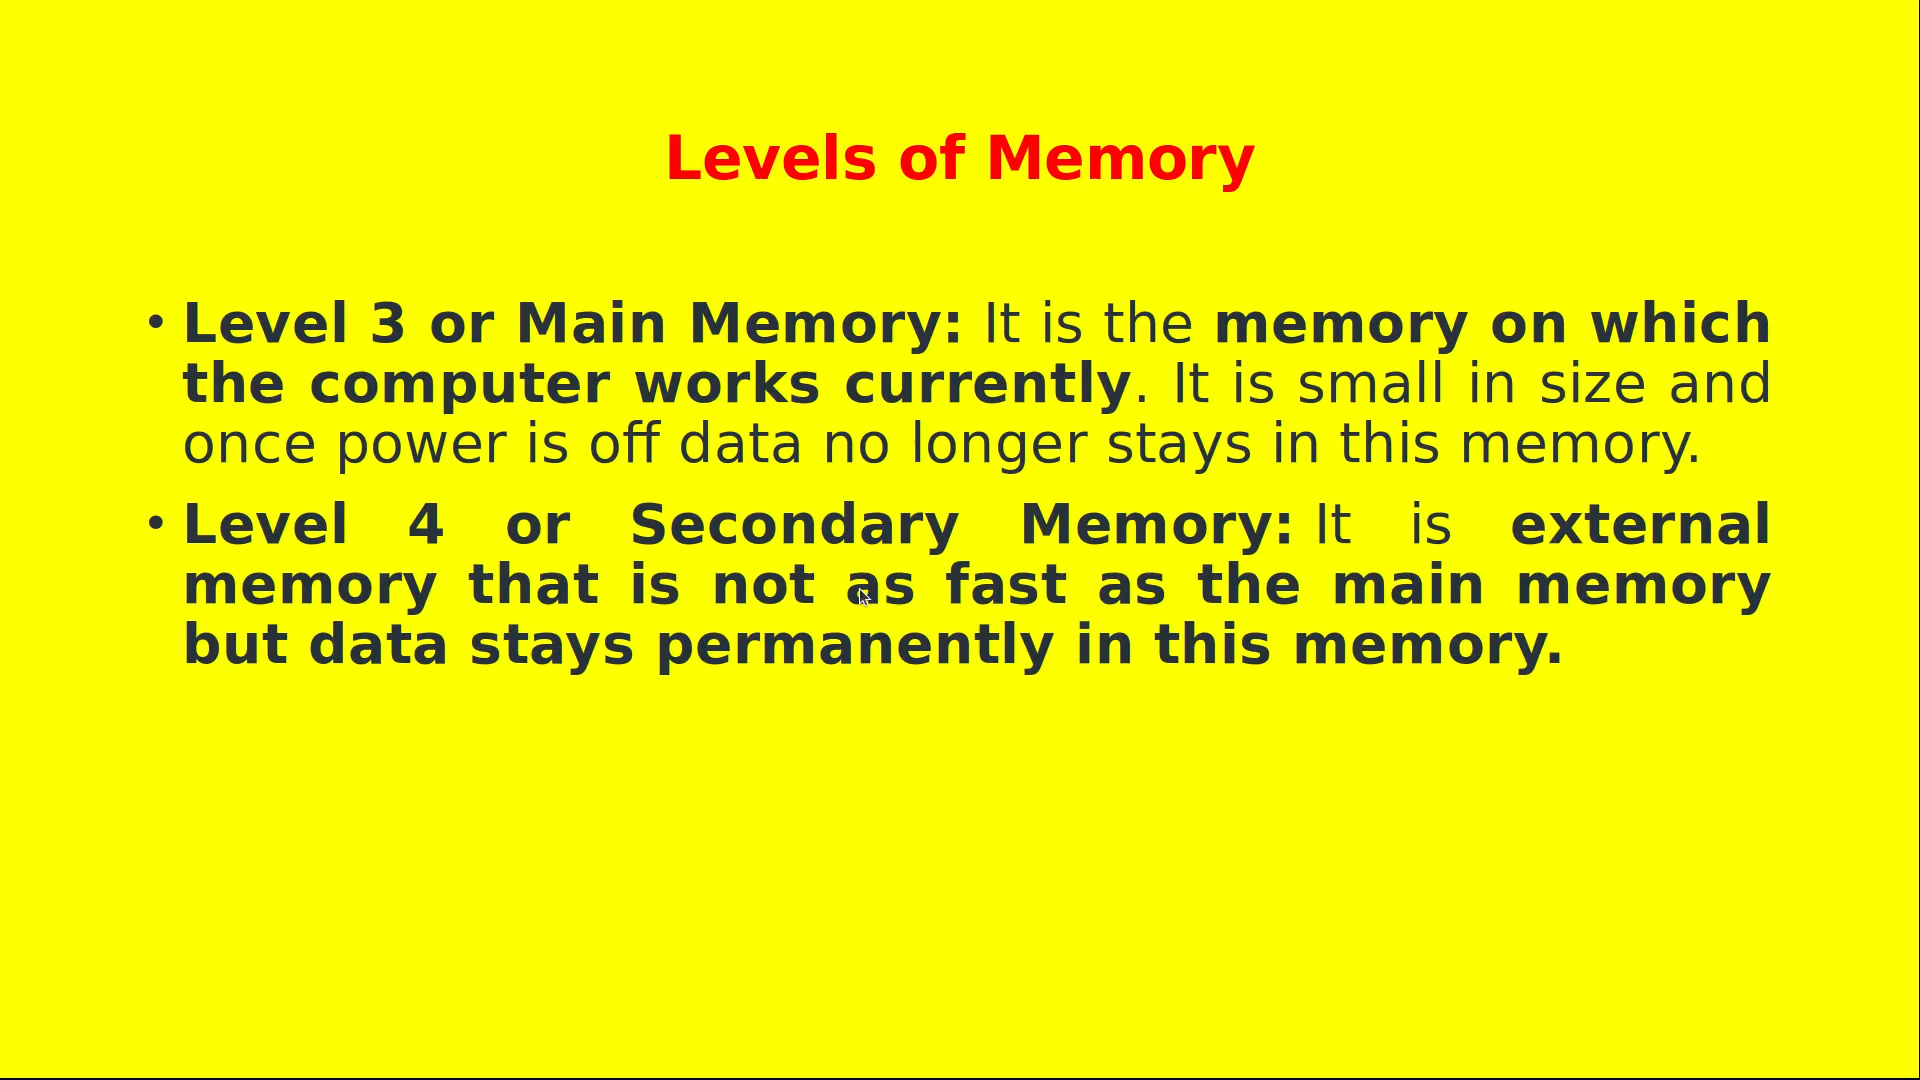 Levels of Memory
• Level 3 or Main Memory: It is the memory on which
the computer works currently. It is small in size and
once power is off data no longer stays in this memory.
• Level 4 or Secondary Memory: It is external
memory that is not as fast as the main memory
but data stays permanently in this memory.